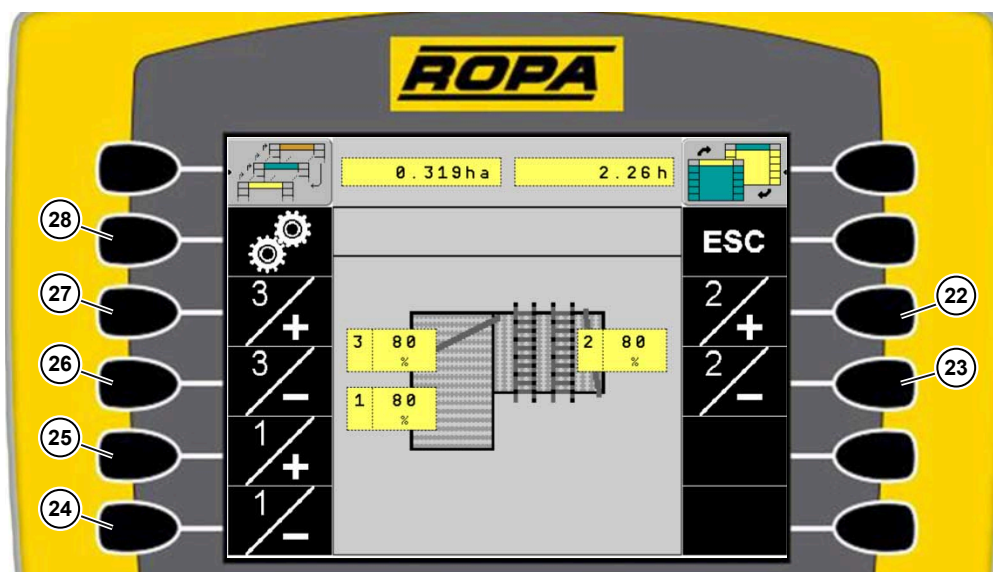 ROPA
0.319ha 2.26h
28
ESC
27
3/+
2/+
22
3 80 %
2 80 %
26
3/-
2/-
23
1 80 %
25
1/+
24
1/-